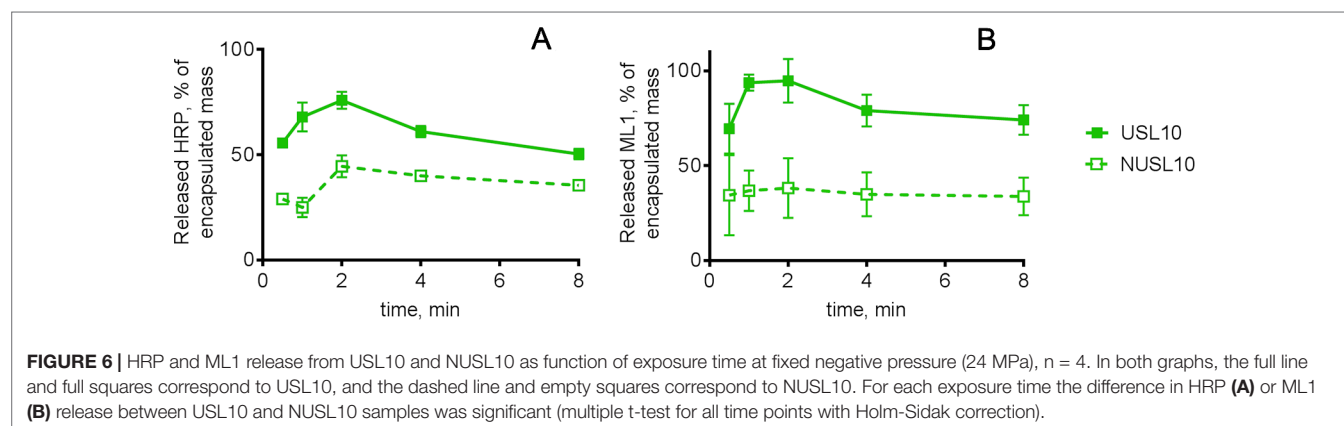 A
B
100
50
0
0
2
4
6
8
time, min
Released HRP, % of
encapsulated mass
100
50
0
0
2
4
6
8
time, min
Released ML1, % of
encapsulated mass
USL10
NUSL10
FIGURE 6 | HRP and ML1 release from USL10 and NUSL10 as function of exposure time at fixed negative pressure (24 MPa), n = 4. In both graphs, the full line
and full squares correspond to USL10, and the dashed line and empty squares correspond to NUSL10. For each exposure time the difference in HRP (A) or ML1
(B) release between USL10 and NUSL10 samples was significant (multiple t-test for all time points with Holm-Sidak correction).